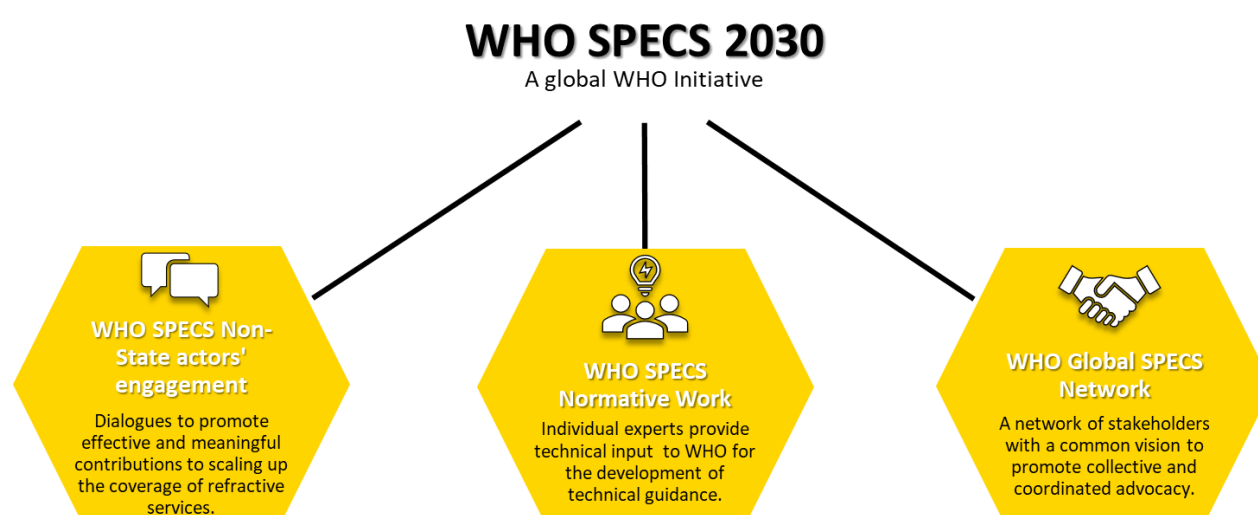 WHO SPECS 2030
A global WHO Initiative
WHO SPECS Non-
State actors'
engagement
Dialogues to promote
effective and meaningful
contributions to scaling up
the coverage of refractive
services.
WHO SPECS
Normative Work
Individual experts provide
technical input to WHO for
the development of
technical guidance.
WHO Global SPECS
Network
A network of stakeholders
with a common vision to
promote collective and
coordinated advocacy.